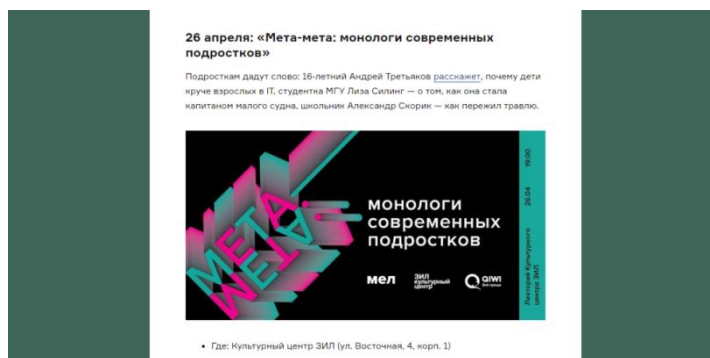 26 апреля: «Мета-мета: монологи современных
подростков»
Подросткам дадут слово: 16-летний Андрей Третьяков расскажет, почему дети
круче взрослых в IT, студентка МГУ Лиза Силинг — о том, как она стала
капитаном малого судна, школьник Александр Скорик — как пережил травлю.
МЕТА
МЕТА
монологи
современных
подростков
мел
ЗИЛ
культурный
центр
QIWI
Лекторий Культурного
центра ЗИЛ
26.04
19:00
• Где: Культурный центр ЗИЛ (ул. Восточная, 4, корп. 1)